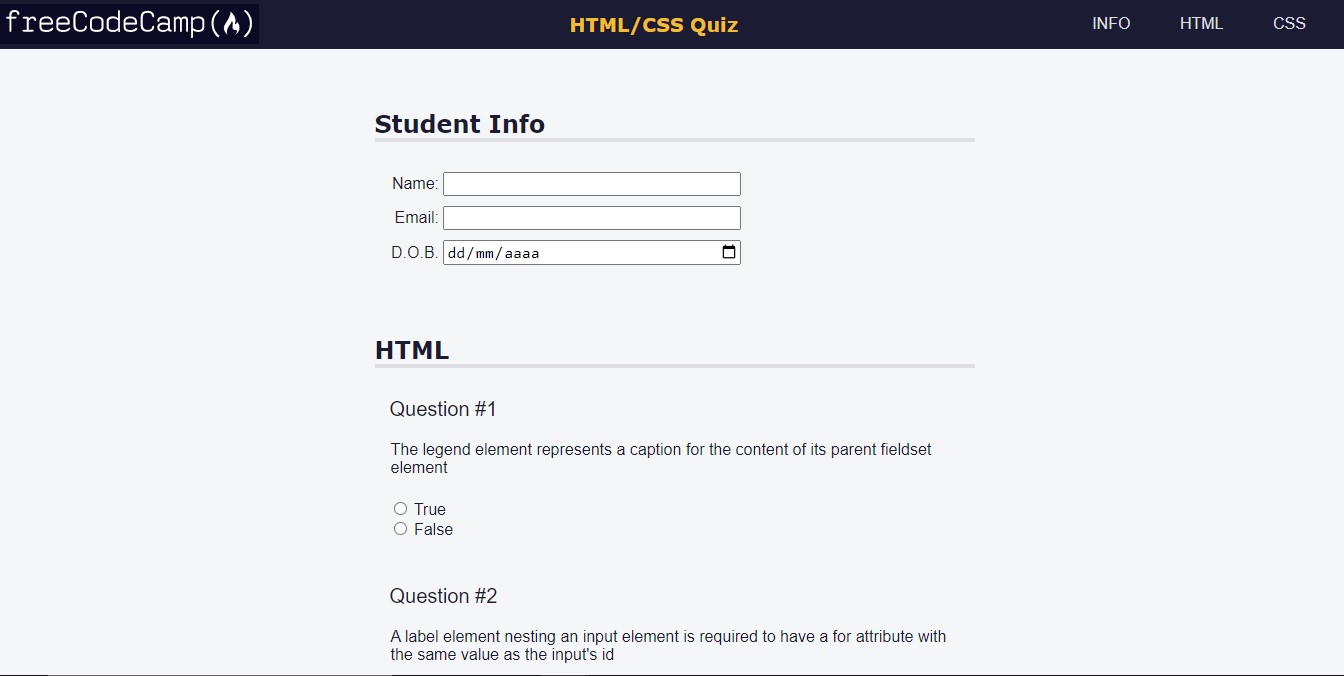 freeCodeCamp
HTML/CSS Quiz
INFO
HTML
CSS
Student Info
Name:
Email:
D.O.B.
dd/mm/aaaa
HTML
Question #1
The legend element represents a caption for the content of its parent fieldset
element
True
False
Question #2
A label element nesting an input element is required to have a for attribute with
the same value as the input's id